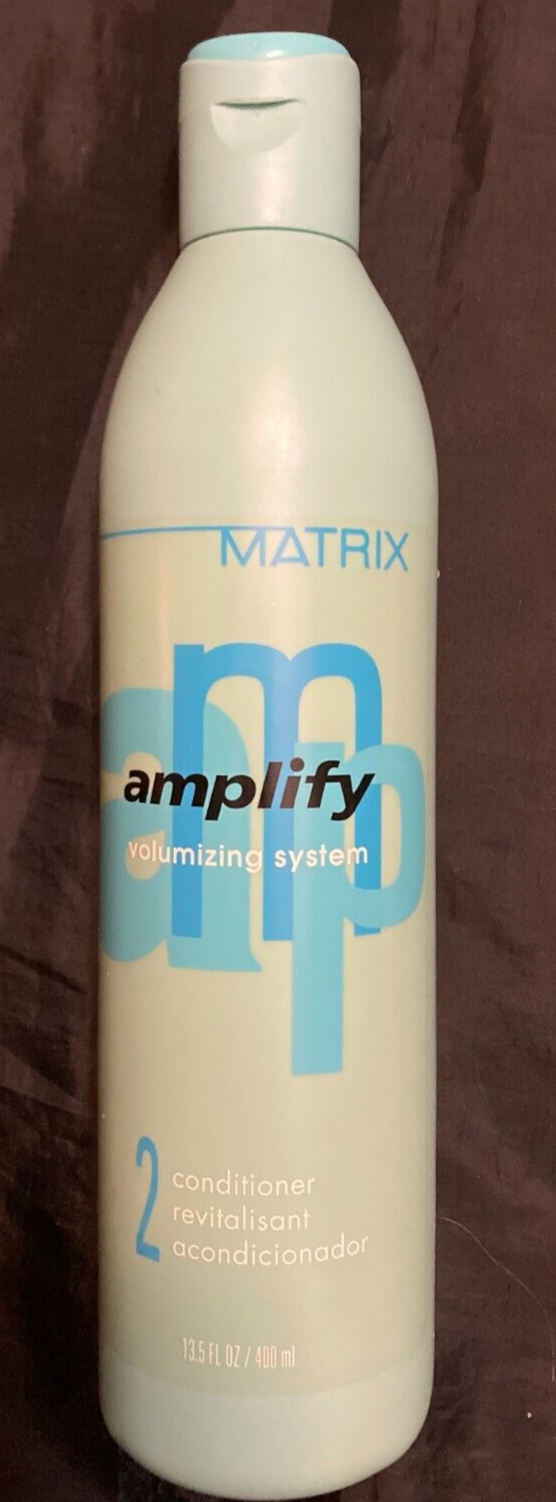 MATRIX
amp
amplify
volumizing system
2
conditioner
revitalisant
acondicionador
13.5 FL OZ / 400 ml